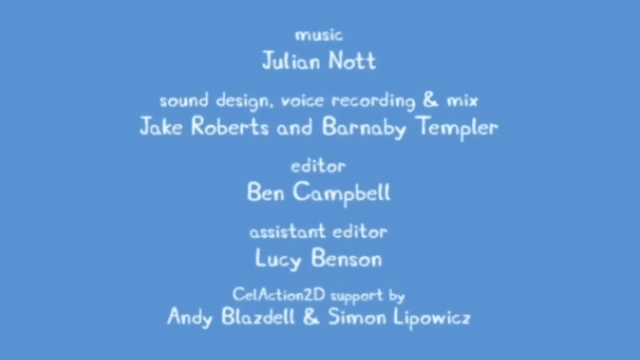 music
Julian Nott
sound design, voice recording & mix
Jake Roberts and Barnaby Templer
editor
Ben Campbell
assistant editor
Lucy Benson
CelAction2D support by
Andy Blazdell & Simon Lipowicz